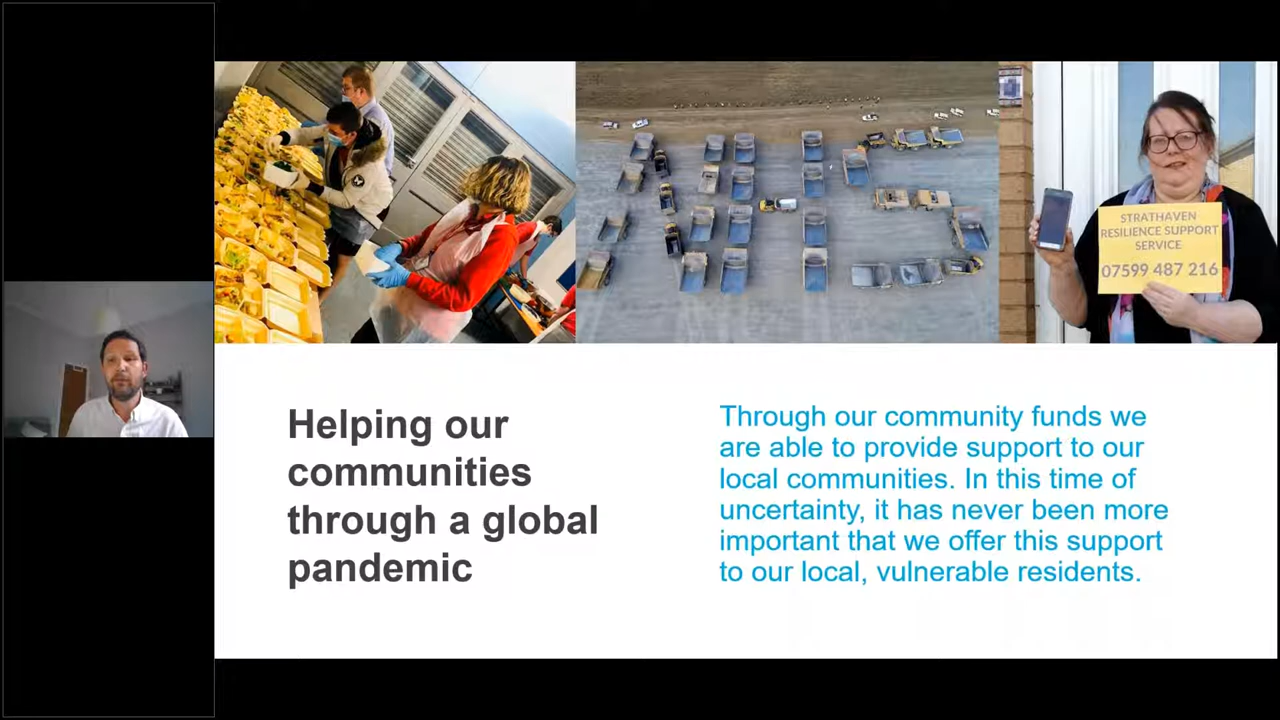 STRATHAVEN
RESILIENCE SUPPORT
SERVICE
07599 487 216
Helping our
communities
through a global
pandemic
Through our community funds we
are able to provide support to our
local communities. In this time of
uncertainty, it has never been more
important that we offer this support
to our local, vulnerable residents.